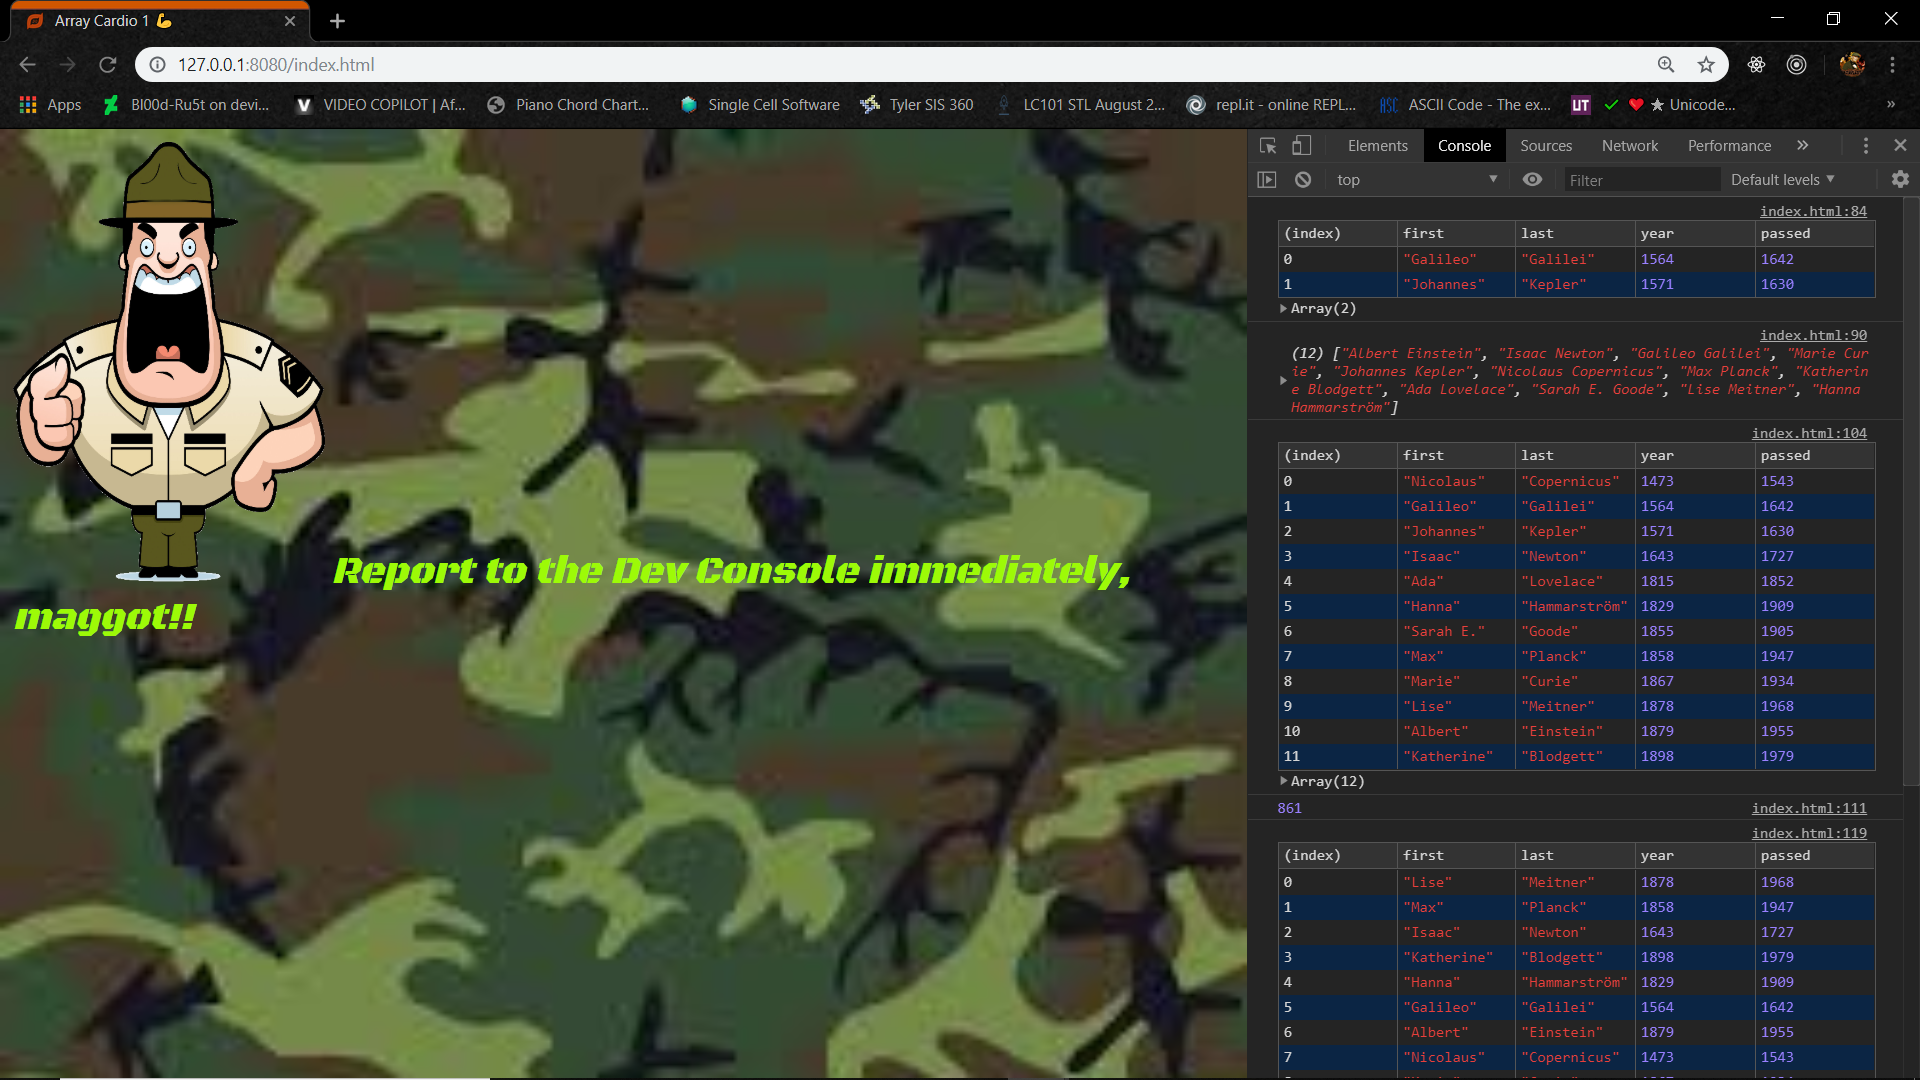 Array Cardio 1 💪
127.0.0.1:8080/index.html
Apps
Bl00d-Ru5t on devi...
VIDEO COPILOT | Af...
Piano Chord Chart...
Single Cell Software
Tyler SIS 360
LC101 STL August 2...
repl.it - online REPL...
ASC
ASCII Code - The ex...
UT
✓ ❤ ★ Unicode...
»
Report to the Dev Console immediately,
maggot!!
Elements
Console
Sources
Network
Performance
»
top
Filter
Default levels
index.html:84
(index) first last year passed
0 "Galileo" "Galilei" 1564 1642
1 "Johannes" "Kepler" 1571 1630
Array(2)
index.html:90
(12) ["Albert Einstein", "Isaac Newton", "Galileo Galilei", "Marie Cur
ie", "Johannes Kepler", "Nicolaus Copernicus", "Max Planck", "Katherin
e Blodgett", "Ada Lovelace", "Sarah E. Goode", "Lise Meitner", "Hanna
Hammarström"]
index.html:104
(index) first last year passed
0 "Nicolaus" "Copernicus" 1473 1543
1 "Galileo" "Galilei" 1564 1642
2 "Johannes" "Kepler" 1571 1630
3 "Isaac" "Newton" 1643 1727
4 "Ada" "Lovelace" 1815 1852
5 "Hanna" "Hammarström" 1829 1909
6 "Sarah E." "Goode" 1855 1905
7 "Max" "Planck" 1858 1947
8 "Marie" "Curie" 1867 1934
9 "Lise" "Meitner" 1878 1968
10 "Albert" "Einstein" 1879 1955
11 "Katherine" "Blodgett" 1898 1979
Array(12)
861 index.html:111
index.html:119
(index) first last year passed
0 "Lise" "Meitner" 1878 1968
1 "Max" "Planck" 1858 1947
2 "Isaac" "Newton" 1643 1727
3 "Katherine" "Blodgett" 1898 1979
4 "Hanna" "Hammarström" 1829 1909
5 "Galileo" "Galilei" 1564 1642
6 "Albert" "Einstein" 1879 1955
7 "Nicolaus" "Copernicus" 1473 1543